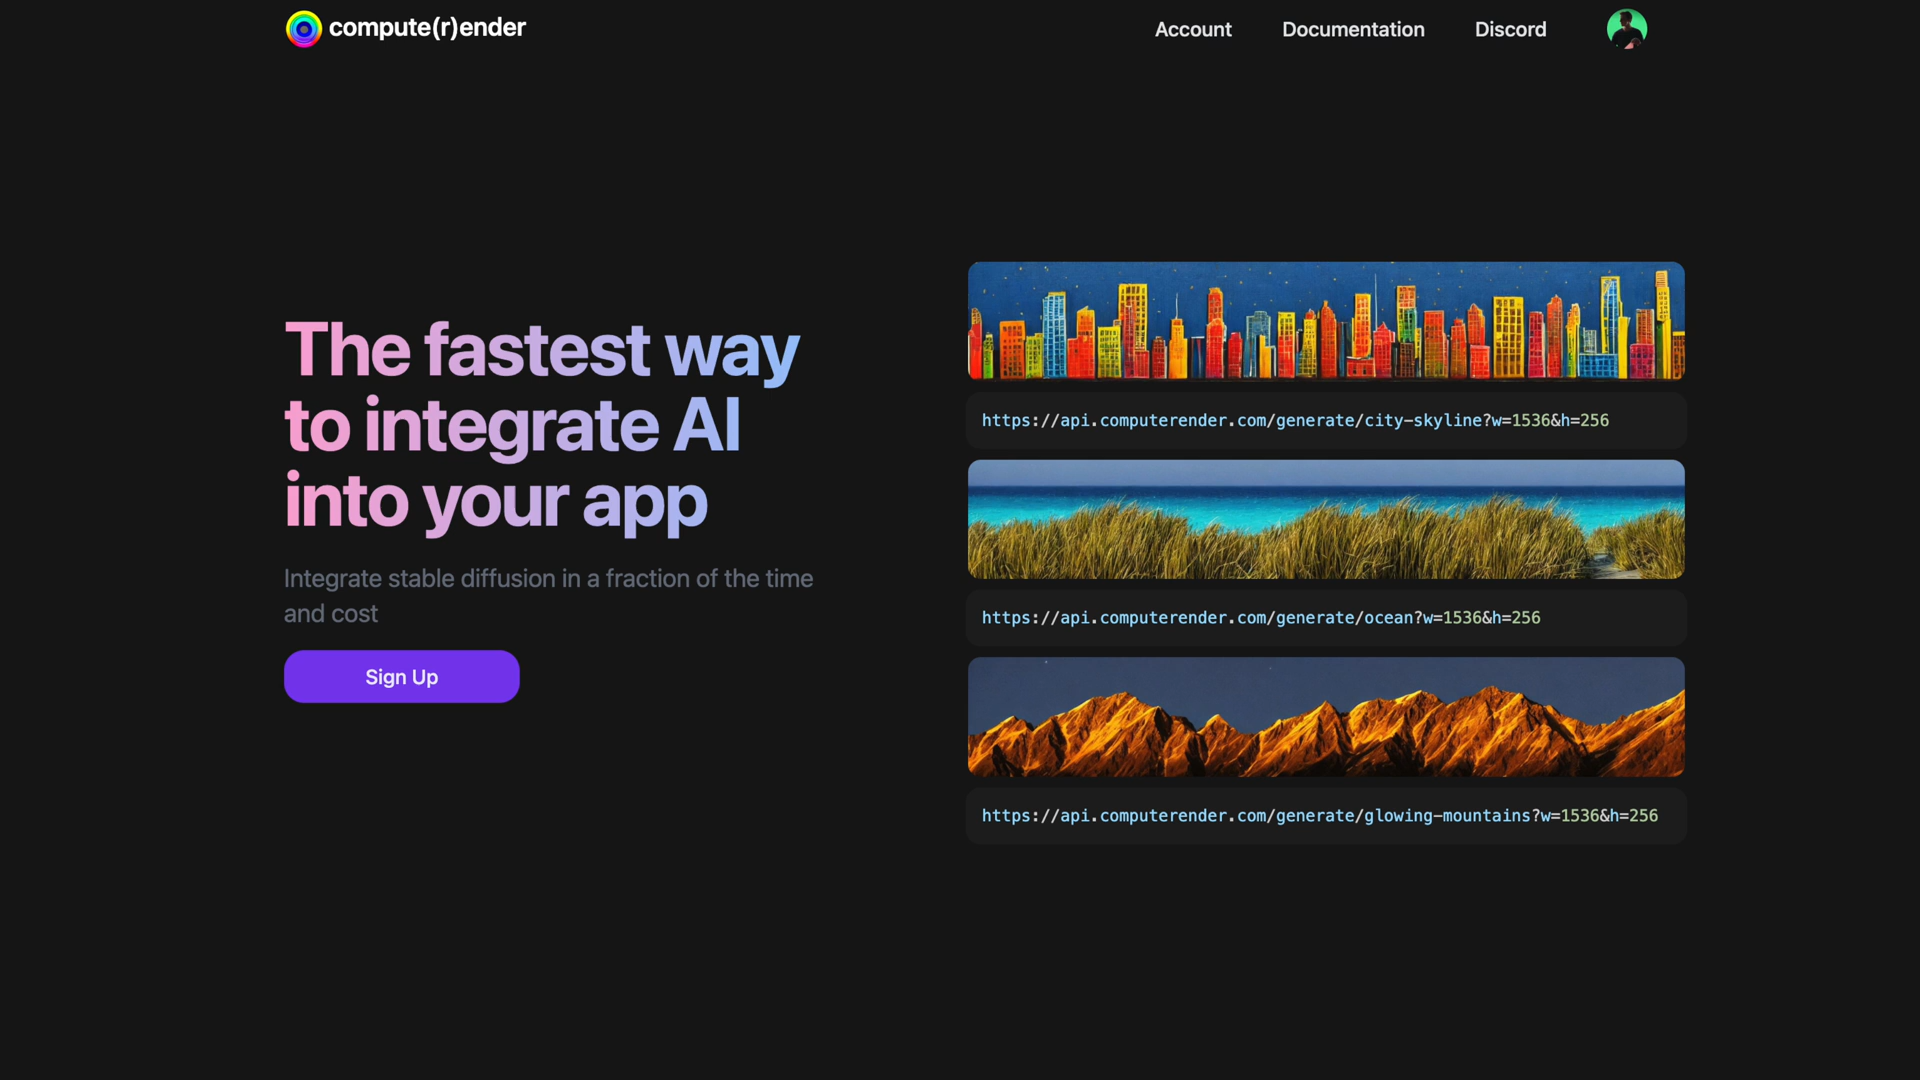 compute(r)ender
Account
Documentation
Discord
The fastest way
to integrate AI
into your app
Integrate stable diffusion in a fraction of the time
and cost
Sign Up
https://api.computerender.com/generate/city-skyline?w=1536&h=256
https://api.computerender.com/generate/ocean?w=1536&h=256
https://api.computerender.com/generate/glowing-mountains?w=1536&h=256